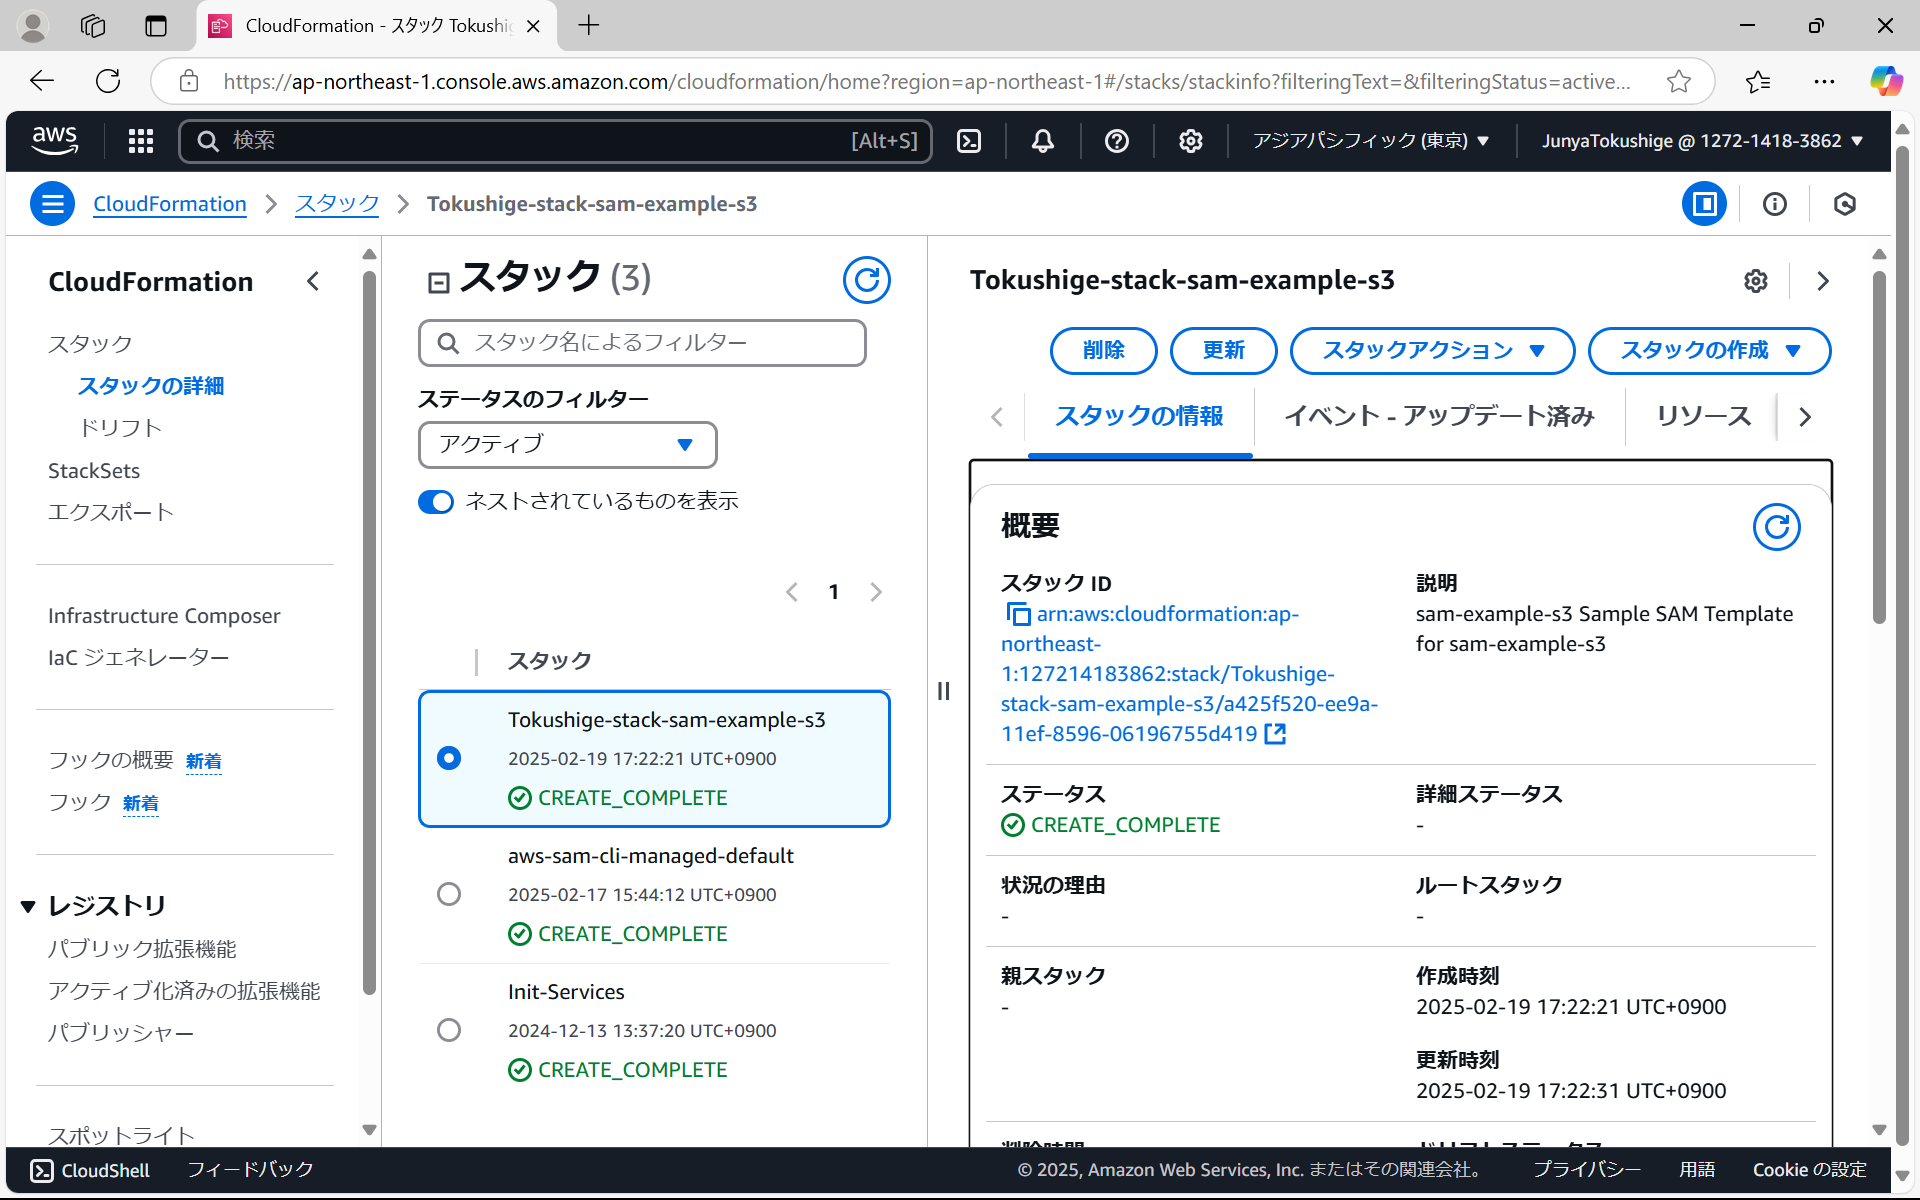 CloudFormation - スタック Tokushig
https://ap-northeast-1.console.aws.amazon.com/cloudformation/home?region=ap-northeast-1#/stacks/stackinfo?filteringText=&filteringStatus=active...
aws
検索
[Alt+S]
アジアパシフィック (東京)
JunyaTokushige @ 1272-1418-3862
CloudFormation
スタック
Tokushige-stack-sam-example-s3
CloudFormation
スタック
スタックの詳細
ドリフト
StackSets
エクスポート
Infrastructure Composer
IaC ジェネレーター
フックの概要 新着
フック 新着
レジストリ
パブリック拡張機能
アクティブ化済みの拡張機能
パブリッシャー
スポットライト
スタック (3)
スタック名によるフィルター
ステータスのフィルター
アクティブ
ネストされているものを表示
1
スタック
Tokushige-stack-sam-example-s3
2025-02-19 17:22:21 UTC+0900
CREATE_COMPLETE
aws-sam-cli-managed-default
2025-02-17 15:44:12 UTC+0900
CREATE_COMPLETE
Init-Services
2024-12-13 13:37:20 UTC+0900
CREATE_COMPLETE
Tokushige-stack-sam-example-s3
削除
更新
スタックアクション
スタックの作成
スタックの情報
イベント - アップデート済み
リソース
概要
スタック ID
arn:aws:cloudformation:ap-
northeast-
1:127214183862:stack/Tokushige-
stack-sam-example-s3/a425f520-ee9a-
11ef-8596-06196755d419
説明
sam-example-s3 Sample SAM Template
for sam-example-s3
ステータス
CREATE_COMPLETE
詳細ステータス
-
状況の理由
-
ルートスタック
-
親スタック
-
作成時刻
2025-02-19 17:22:21 UTC+0900
更新時刻
2025-02-19 17:22:31 UTC+0900
削除時間
ドリフトステータス
CloudShell
フィードバック
© 2025, Amazon Web Services, Inc. またはその関連会社。
プライバシー
用語
Cookie の設定